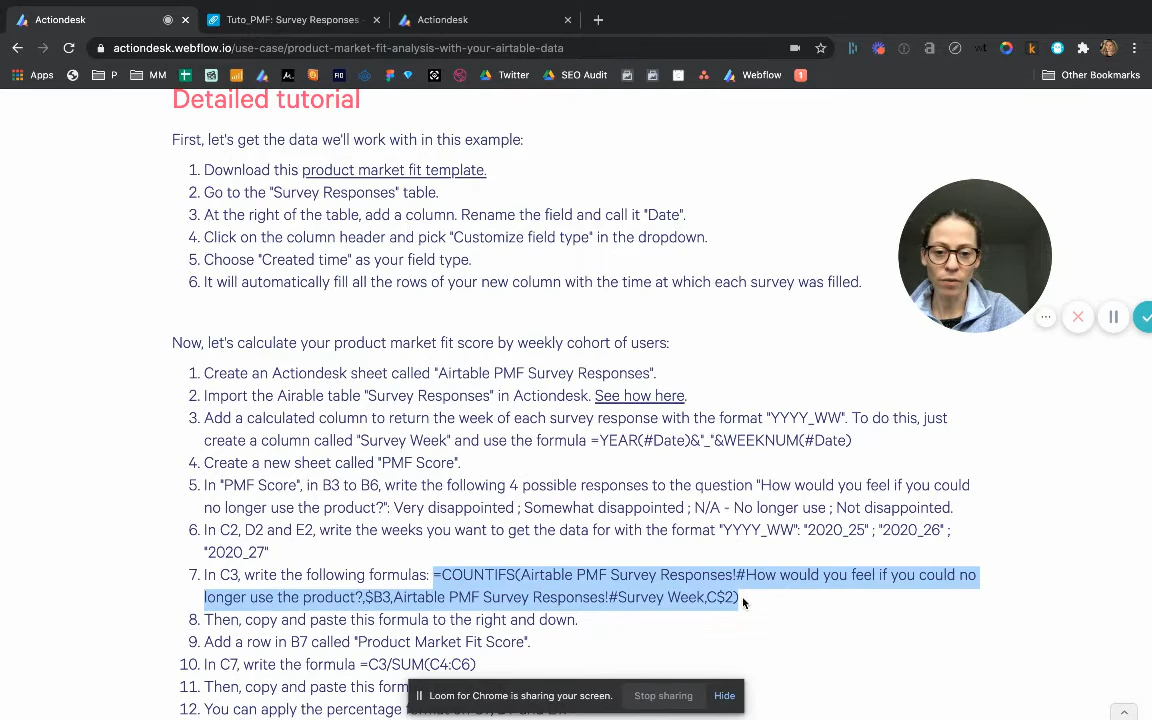 Actiondesk
Tuto_PMF: Survey Responses -
Actiondesk
actiondesk.webflow.io/use-case/product-market-fit-analysis-with-your-airtable-data
Apps
P
MM
Twitter
SEO Audit
Webflow
1
Other Bookmarks
Detailed tutorial
First, let's get the data we'll work with in this example:
1. Download this product market fit template.
2. Go to the "Survey Responses" table.
3. At the right of the table, add a column. Rename the field and call it "Date".
4. Click on the column header and pick "Customize field type" in the dropdown.
5. Choose "Created time" as your field type.
6. It will automatically fill all the rows of your new column with the time at which each survey was filled.
Now, let's calculate your product market fit score by weekly cohort of users:
1. Create an Actiondesk sheet called "Airtable PMF Survey Responses".
2. Import the Airable table "Survey Responses" in Actiondesk. See how here.
3. Add a calculated column to return the week of each survey response with the format "YYYY_WW". To do this, just
create a column called "Survey Week" and use the formula =YEAR(#Date)&"_"&WEEKNUM(#Date)
4. Create a new sheet called "PMF Score".
5. In "PMF Score", in B3 to B6, write the following 4 possible responses to the question "How would you feel if you could
no longer use the product?": Very disappointed ; Somewhat disappointed ; N/A - No longer use ; Not disappointed.
6. In C2, D2 and E2, write the weeks you want to get the data for with the format "YYYY_WW": "2020_25" ; "2020_26" ;
"2020_27"
7. In C3, write the following formulas: =COUNTIFS(Airtable PMF Survey Responses!#How would you feel if you could no
longer use the product?,$B3,Airtable PMF Survey Responses!#Survey Week,C$2)
8. Then, copy and paste this formula to the right and down.
9. Add a row in B7 called "Product Market Fit Score".
10. In C7, write the formula =C3/SUM(C4:C6)
11. Then, copy and paste this form
12. You can apply the percentage
Loom for Chrome is sharing your screen.
Stop sharing
Hide